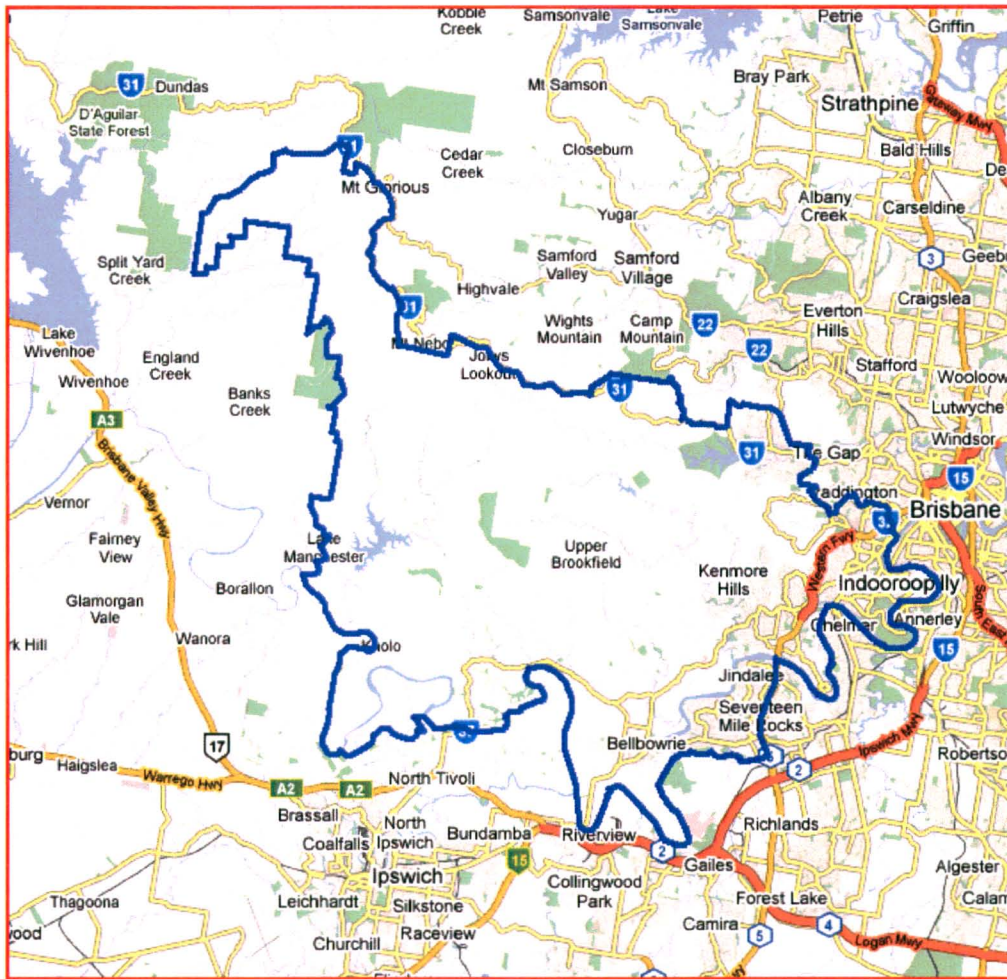 Kobble
Creek
Samsonvale
Lake
Samsonvale
Petrie
Griffin
31
Dundas
Mt Samson
Bray Park
Strathpine
Gateway Mwy
D'Aguilar
State Forest
Closeburn
Bald Hills
Cedar
Creek
Mt Glorious
Albany
Creek
Carseldine
Yugar
3
Split Yard
Creek
Samford
Valley
Samford
Village
Highvale
Craigslea
Wights
Mountain
Camp
Mountain
22
Everton
Hills
Lake
Wivenhoe
Mt Nebo
Jollys
Lookout
22
Stafford
England
Creek
Wivenhoe
31
Banks
Creek
Lutwyche
A3
Windsor
31
The Gap
15
Brisbane Valley Hwy
Vernor
Paddington
Brisbane
Fairney
View
Lake
Manchester
Upper
Brookfield
Western Fwy
Kenmore
Hills
Indooroopilly
Borallon
Glamorgan
Vale
Chelmer
Annerley
Wanora
Kholo
15
Jindalee
Seventeen
Mile Rocks
Bellbowrie
Ipswich Mwy
17
2
Haigslea
Warrego Hwy
A2
A2
North Tivoli
Brassall
Coalfalls
North
Ipswich
Bundamba
Riverview
Richlands
2
Gailes
15
Ipswich
Collingwood
Park
Algester
Thagoona
Leichhardt
Silkstone
Forest Lake
Raceview
Camira
5
4
Churchill
Logan Mwy